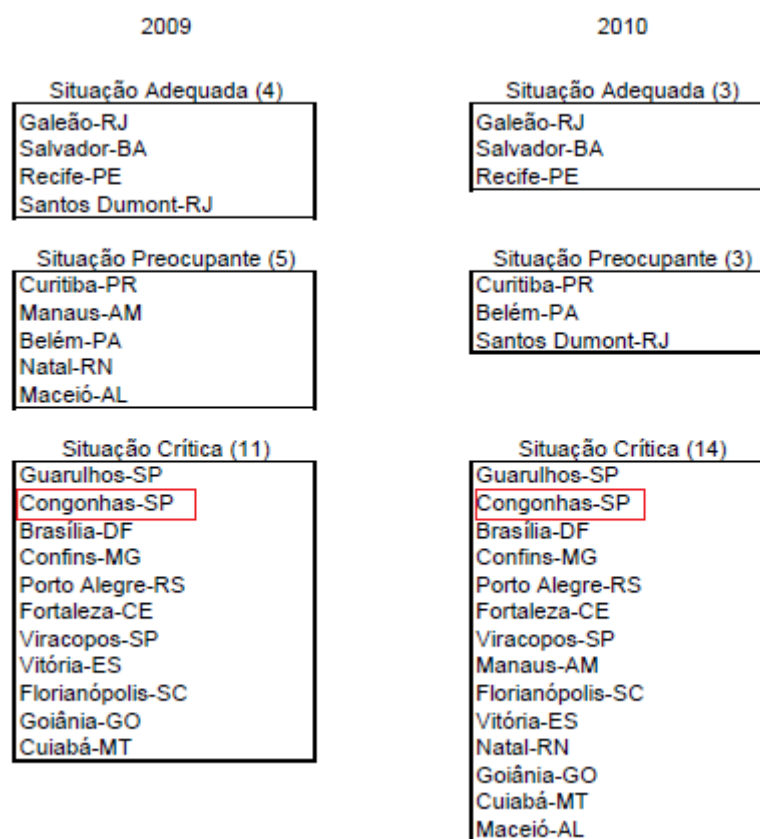 2009
Situação Adequada (4)
Galeão-RJ
Salvador-BA
Recife-PE
Santos Dumont-RJ
Situação Preocupante (5)
Curitiba-PR
Manaus-AM
Belém-PA
Natal-RN
Maceió-AL
Situação Crítica (11)
Guarulhos-SP
Congonhas-SP
Brasília-DF
Confins-MG
Porto Alegre-RS
Fortaleza-CE
Viracopos-SP
Vitória-ES
Florianópolis-SC
Goiânia-GO
Cuiabá-MT
2010
Situação Adequada (3)
Galeão-RJ
Salvador-BA
Recife-PE
Situação Preocupante (3)
Curitiba-PR
Belém-PA
Santos Dumont-RJ
Situação Crítica (14)
Guarulhos-SP
Congonhas-SP
Brasília-DF
Confins-MG
Porto Alegre-RS
Fortaleza-CE
Viracopos-SP
Manaus-AM
Florianópolis-SC
Vitória-ES
Natal-RN
Goiânia-GO
Cuiabá-MT
Maceió-AL